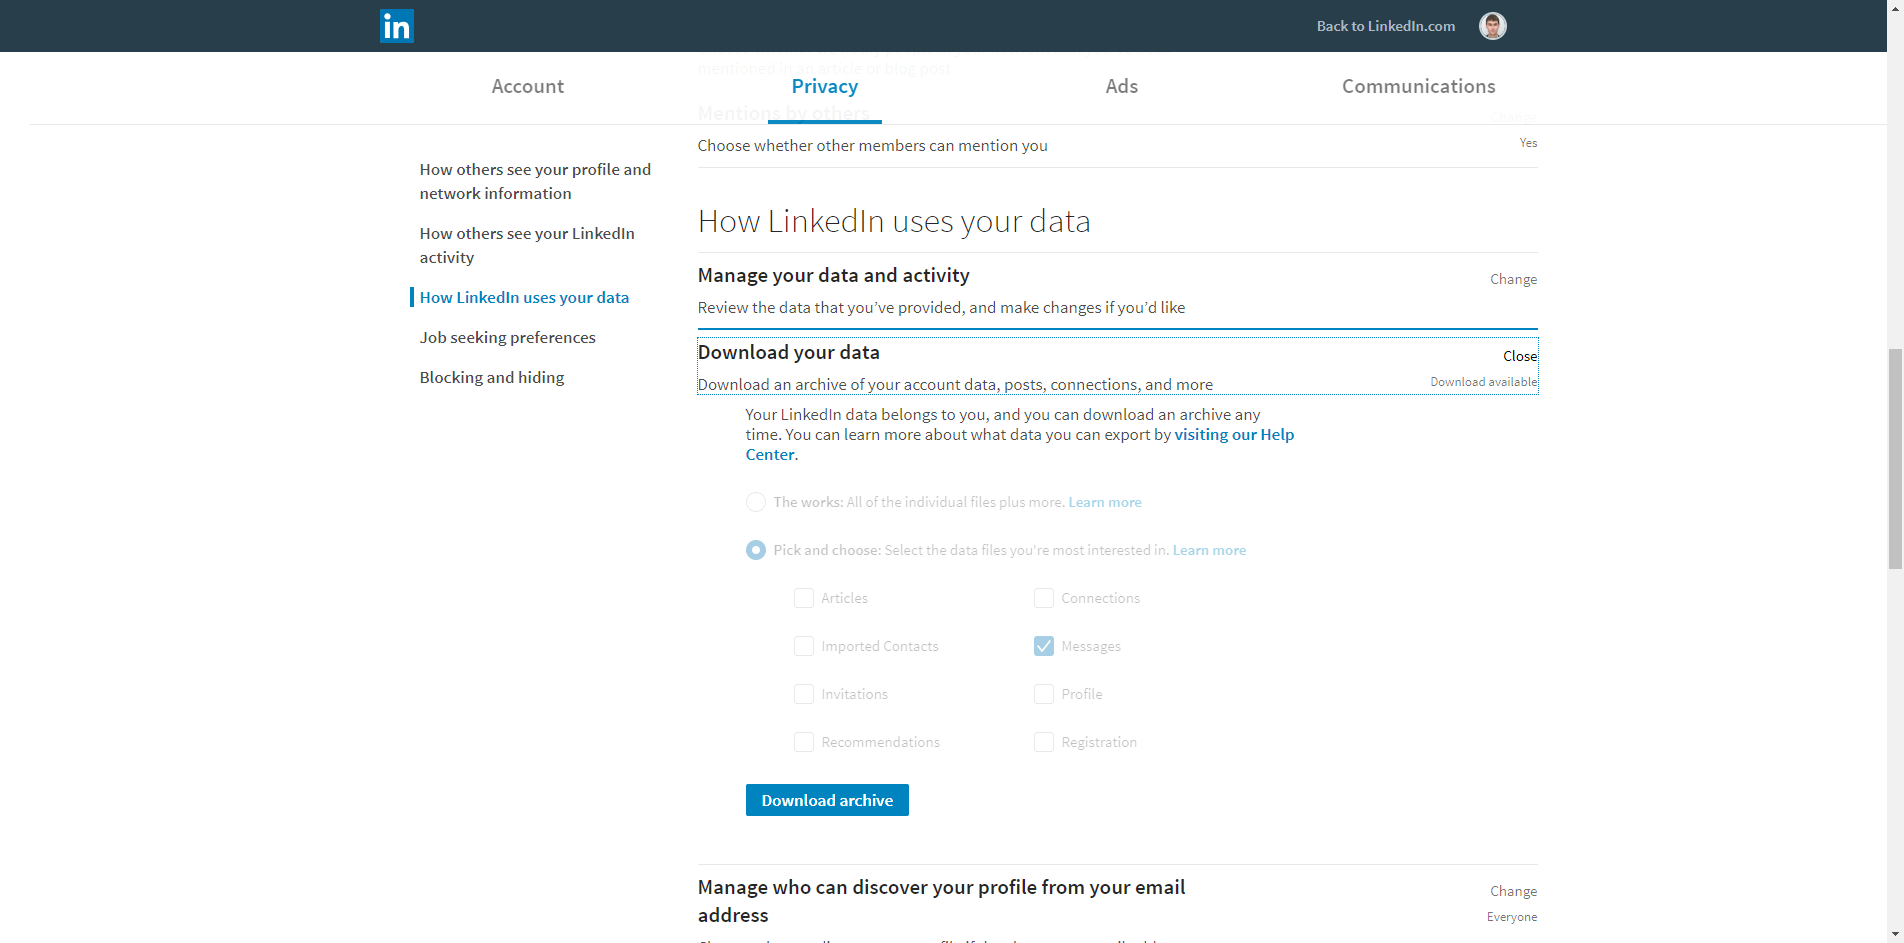 in
Back to LinkedIn.com
mentioned in an article or blog post
Account
Privacy
Ads
Communications
Mentions by others
Change
Choose whether other members can mention you
Yes
How others see your profile and
network information
How others see your LinkedIn
activity
How LinkedIn uses your data
Job seeking preferences
Blocking and hiding
How LinkedIn uses your data
Manage your data and activity
Change
Review the data that you’ve provided, and make changes if you’d like
Download your data
Close
Download an archive of your account data, posts, connections, and more
Download available
Your LinkedIn data belongs to you, and you can download an archive any
time. You can learn more about what data you can export by visiting our Help
Center.
The works: All of the individual files plus more. Learn more
Pick and choose: Select the data files you're most interested in. Learn more
Articles
Connections
Imported Contacts
Messages
Invitations
Profile
Recommendations
Registration
Download archive
Manage who can discover your profile from your email
address
Change
Everyone